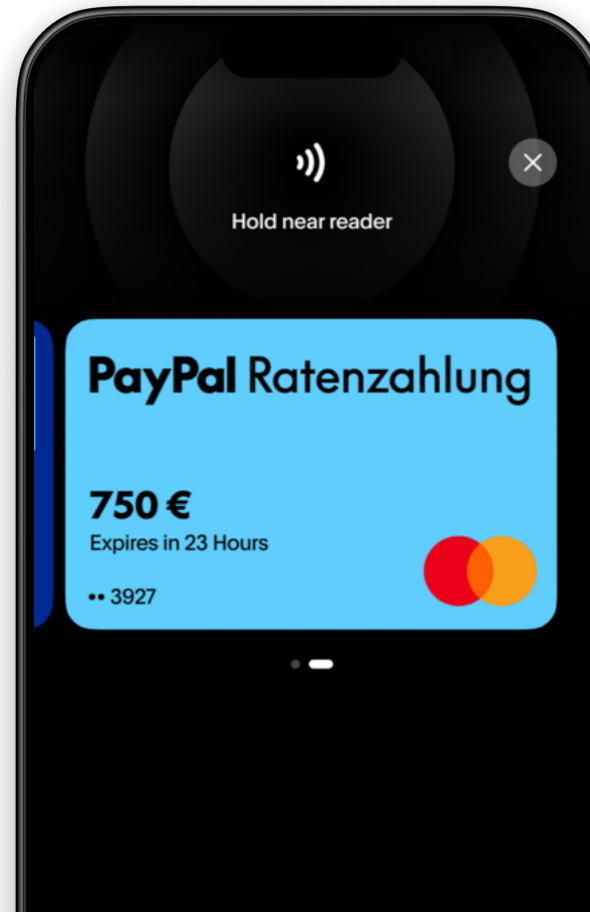 Hold near reader
PayPal Ratenzahlung
750 €
Expires in 23 Hours
•• 3927